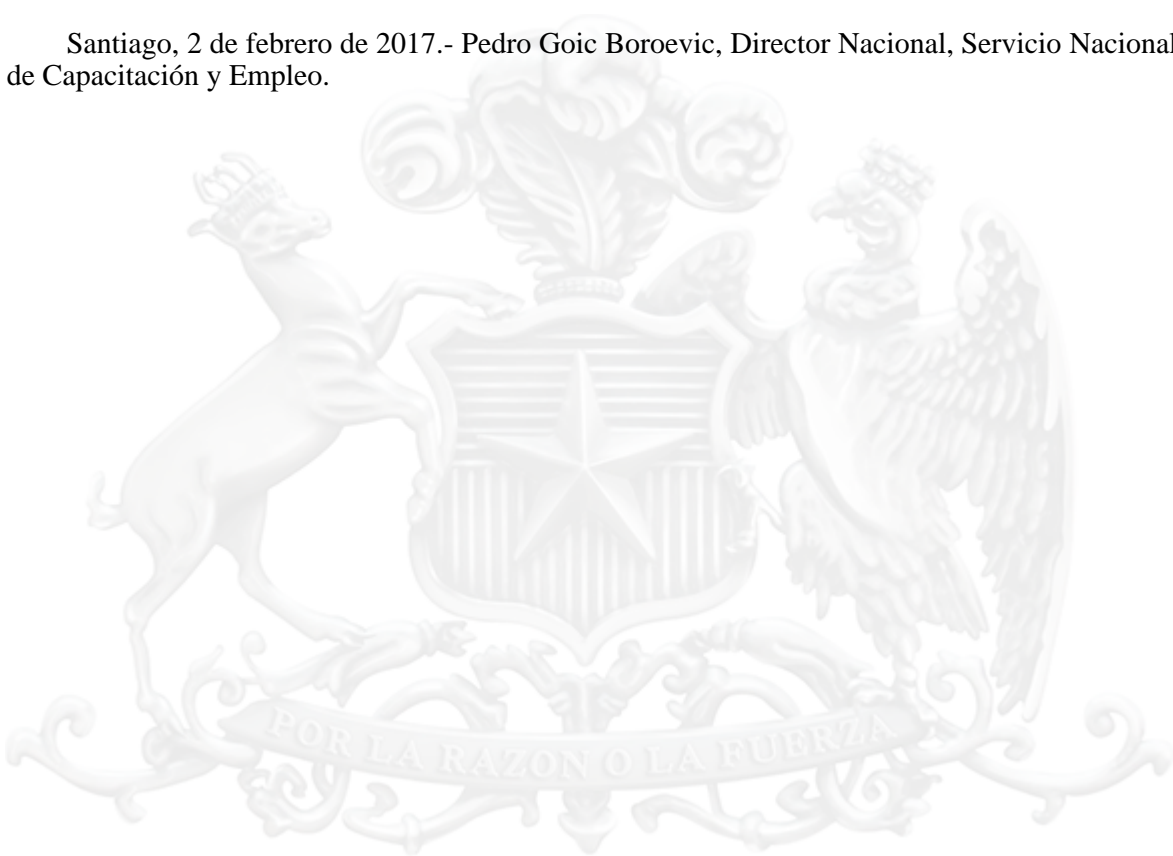 Santiago, 2 de febrero de 2017.- Pedro Goic Boroevic, Director Nacional, Servicio Nacional
de Capacitación y Empleo.
POR LA RAZON O LA FUERZA